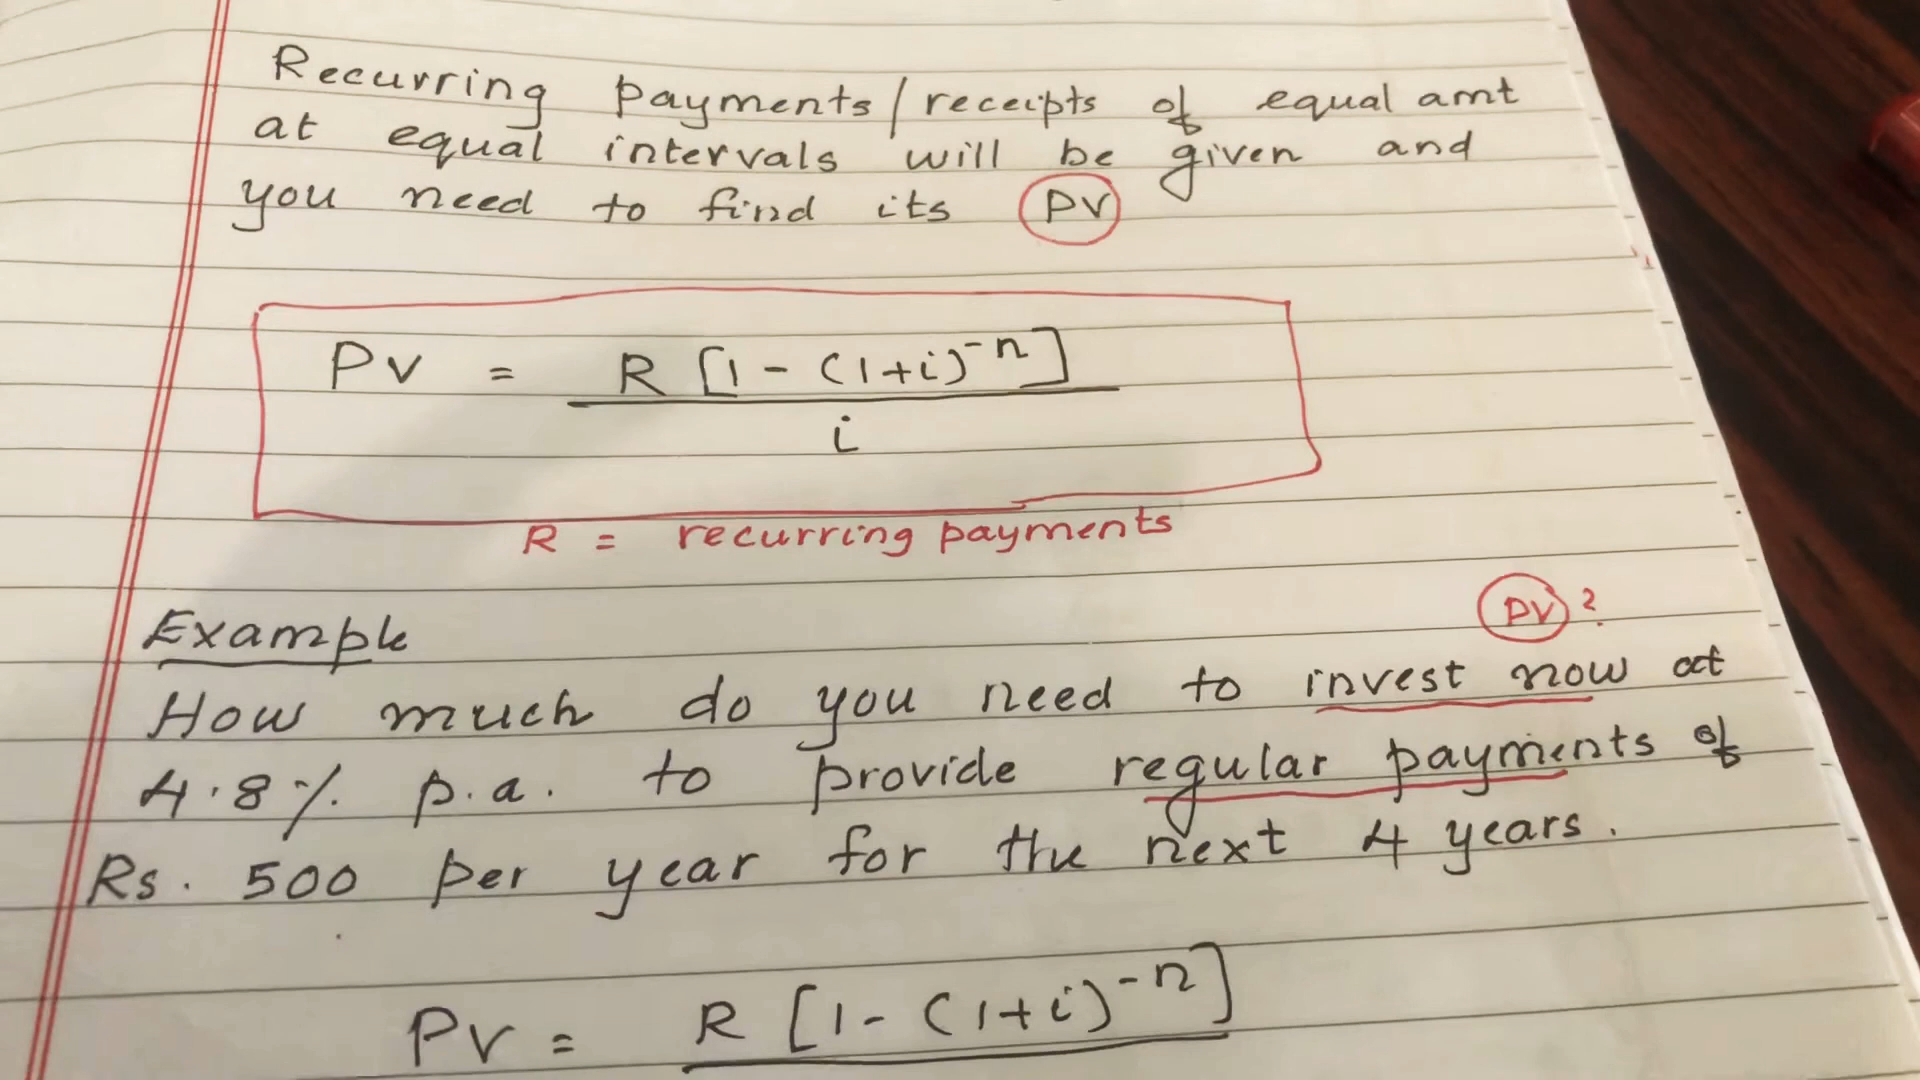 Recurring payments/receipts of equal amt
at equal intervals will be given and
you need to find its PV
PV = R [1 - (1+i)^-n]
i
R = recurring payments
Example
PV ?
How much do you need to invest now at
4.8% p.a. to provide regular payments of
Rs. 500 per year for the next 4 years.
PV = R [1 - (1+i)^-n]